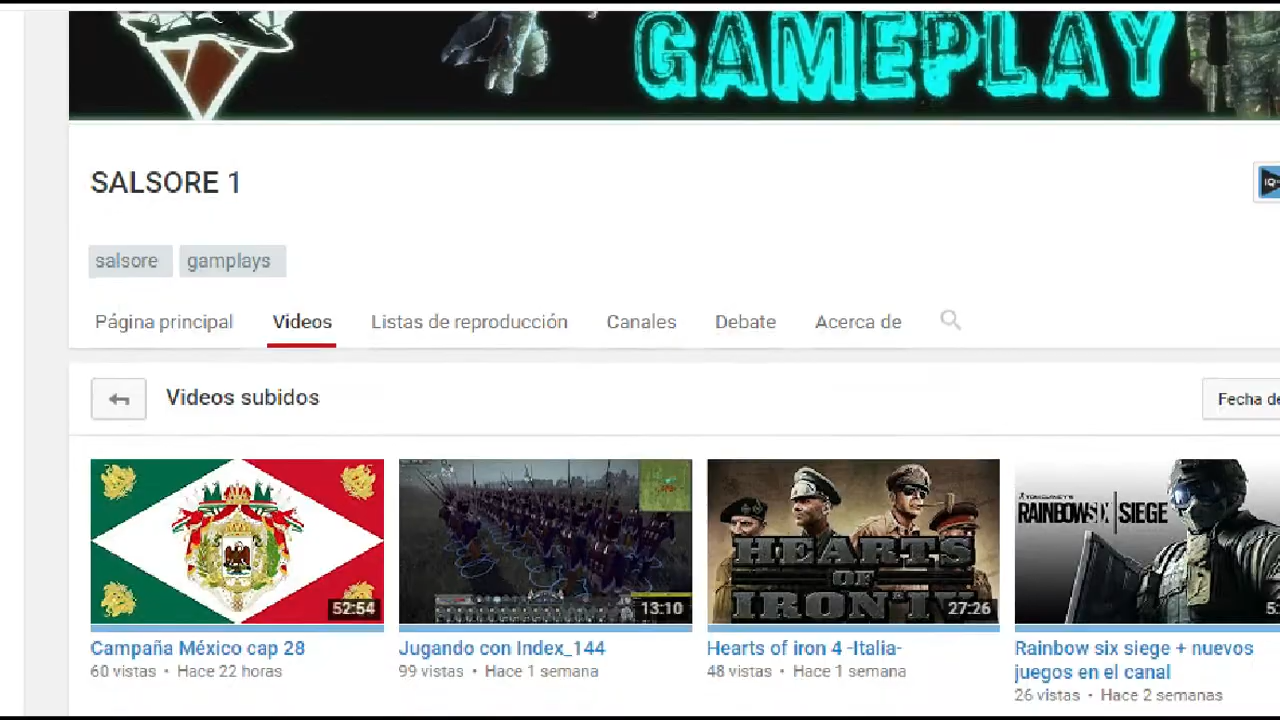 GAMEPLAY
SALSORE 1
salsore gamplays
Página principal Videos Listas de reproducción Canales Debate Acerca de
Videos subidos
Fecha de
52:54
13:10
HEARTS
OF
IRON IV
27:26
RAINBOWSIX | SIEGE
Campaña México cap 28
60 vistas • Hace 22 horas
Jugando con Index_144
99 vistas • Hace 1 semana
Hearts of iron 4 -Italia-
48 vistas • Hace 1 semana
Rainbow six siege + nuevos
juegos en el canal
26 vistas • Hace 2 semanas